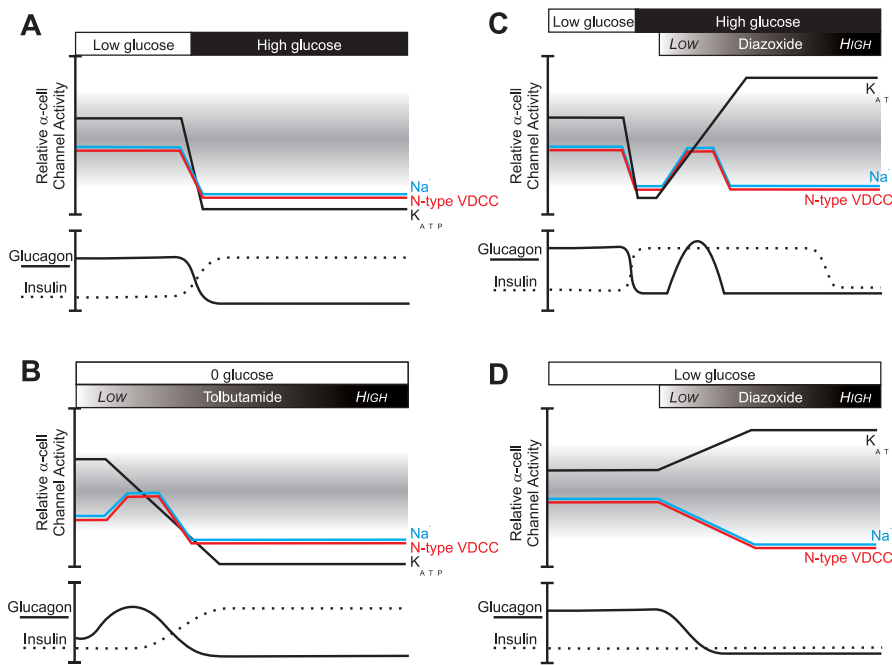 A
Low glucose High glucose
Relative α-cell
Channel Activity
Na+
N-type VDCC
K ATP
Glucagon
Insulin
B
0 glucose
Low Tolbutamide High
Relative α-cell
Channel Activity
Na+
N-type VDCC
K ATP
Glucagon
Insulin
C
Low glucose High glucose
Low Diazoxide High
Relative α-cell
Channel Activity
K AT
Na+
N-type VDCC
Glucagon
Insulin
D
Low glucose
Low Diazoxide High
Relative α-cell
Channel Activity
K AT
Na+
N-type VDCC
Glucagon
Insulin